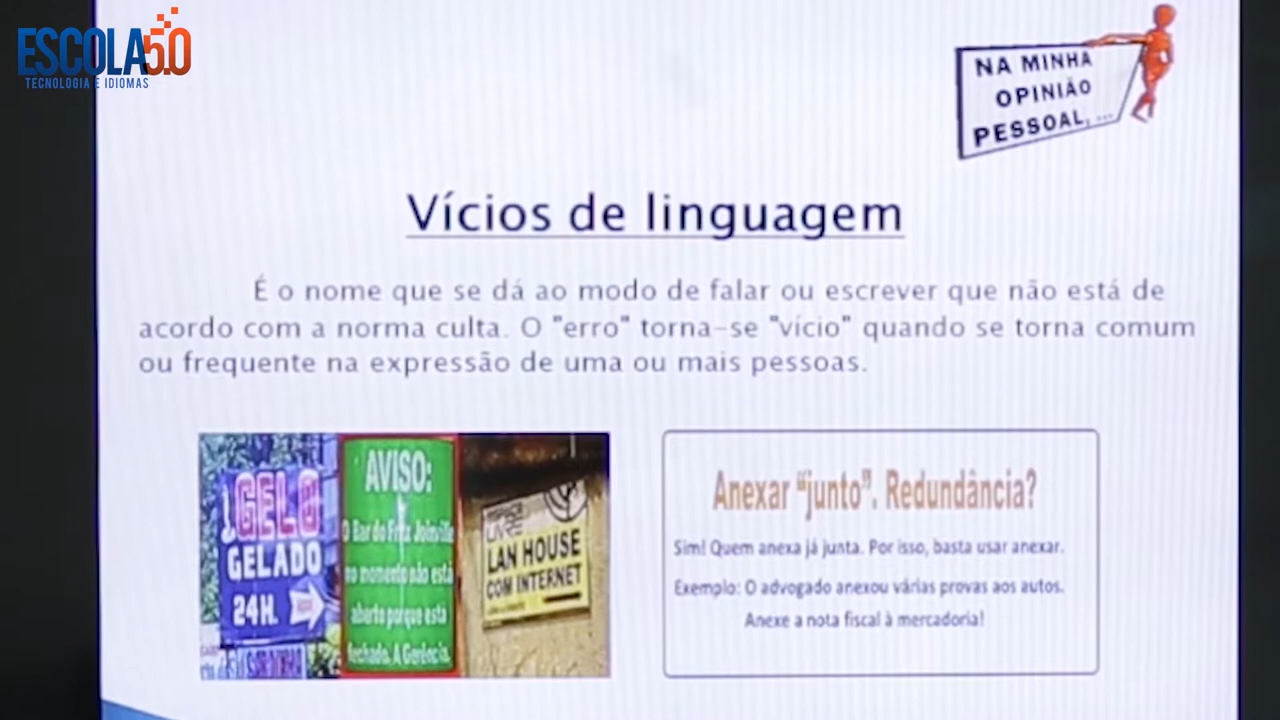 ESCOLA5.0
TECNOLOGIA E IDIOMAS
NA MINHA
OPINIÃO
PESSOAL, ...
Vícios de linguagem
É o nome que se dá ao modo de falar ou escrever que não está de
acordo com a norma culta. O "erro" torna-se "vício" quando se torna comum
ou frequente na expressão de uma ou mais pessoas.
GELO
GELADO
24H.
AVISO:
O Bar do Fritz Joinville
no momento não está
aberto porque está
fechado. A Gerência.
LIVRE
LAN HOUSE
COM INTERNET
Anexar “junto”. Redundância?
Sim! Quem anexa já junta. Por isso, basta usar anexar.
Exemplo: O advogado anexou várias provas aos autos.
Anexe a nota fiscal à mercadoria!